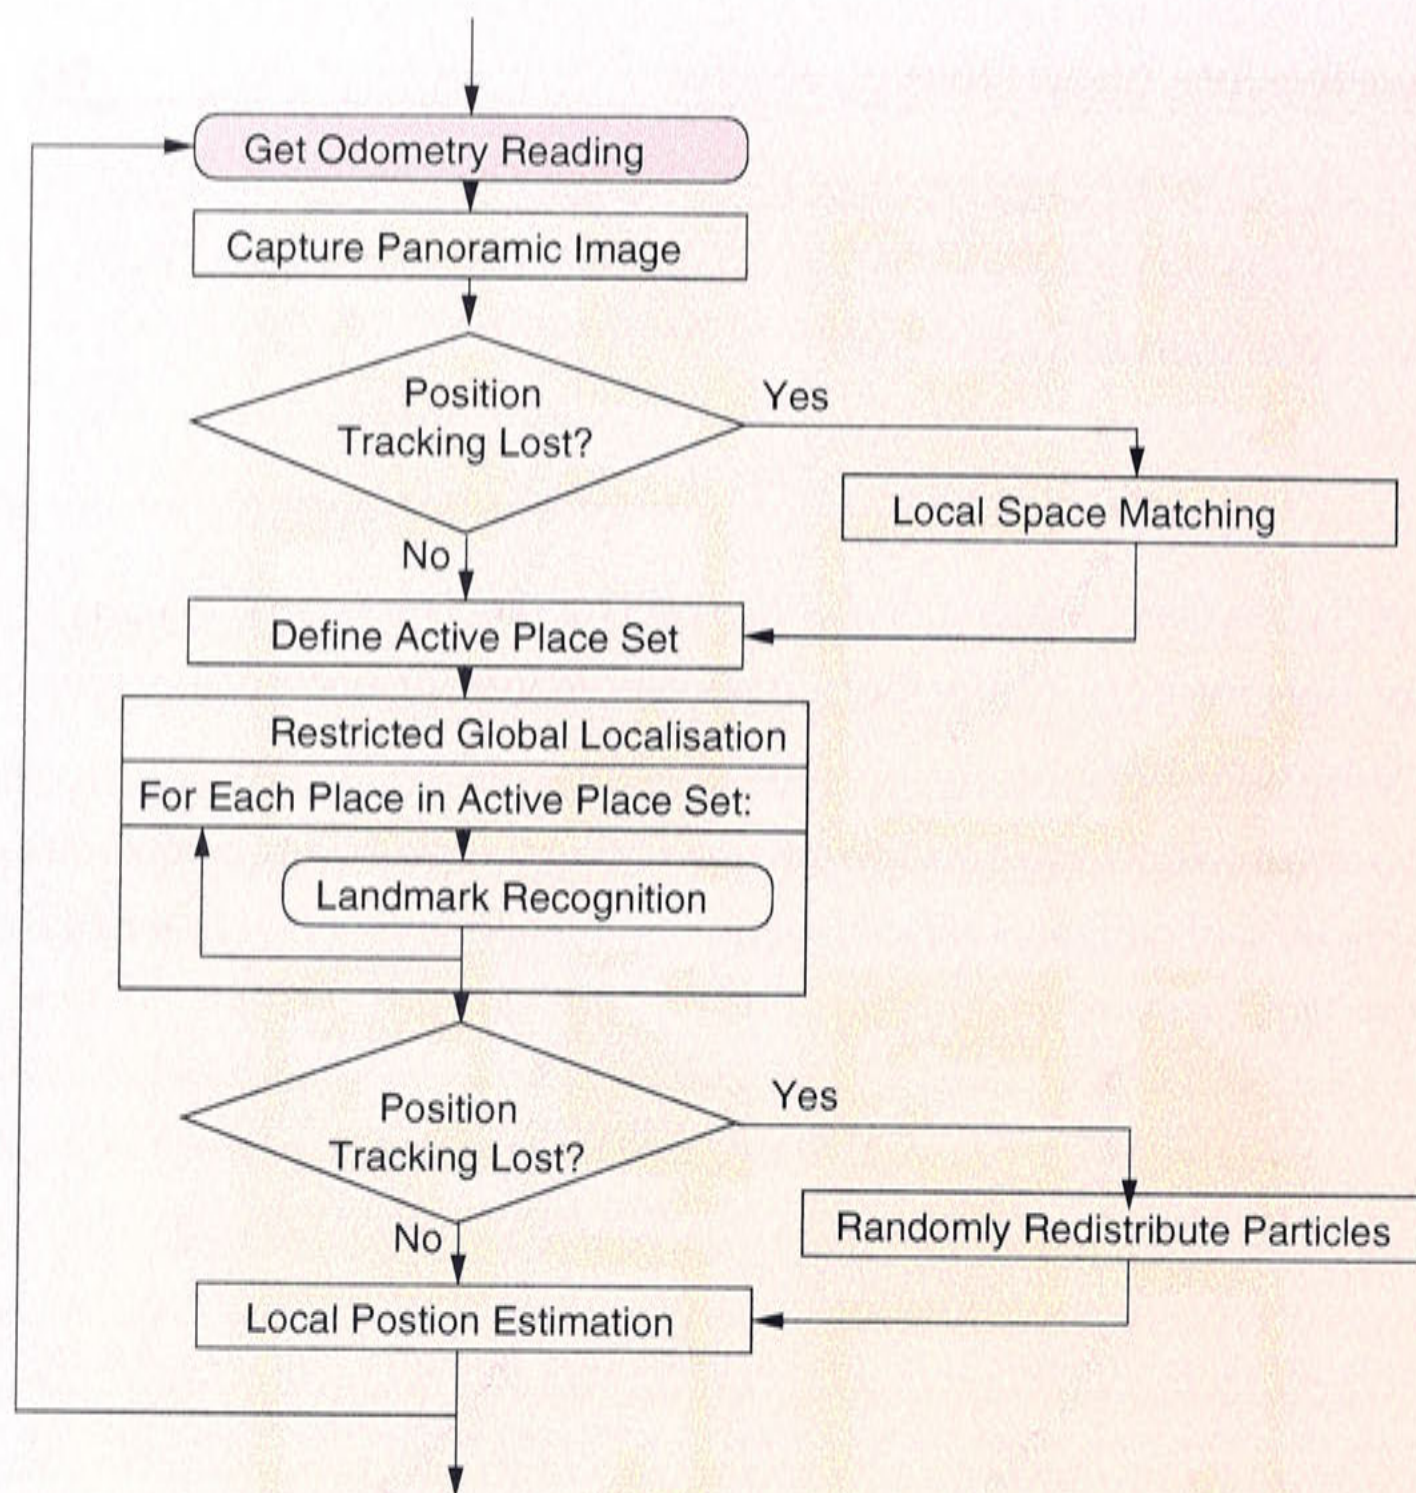 Get Odometry Reading
Capture Panoramic Image
Position
Tracking Lost?
Yes
Local Space Matching
No
Define Active Place Set
Restricted Global Localisation
For Each Place in Active Place Set:
Landmark Recognition
Position
Tracking Lost?
Yes
Randomly Redistribute Particles
No
Local Postion Estimation